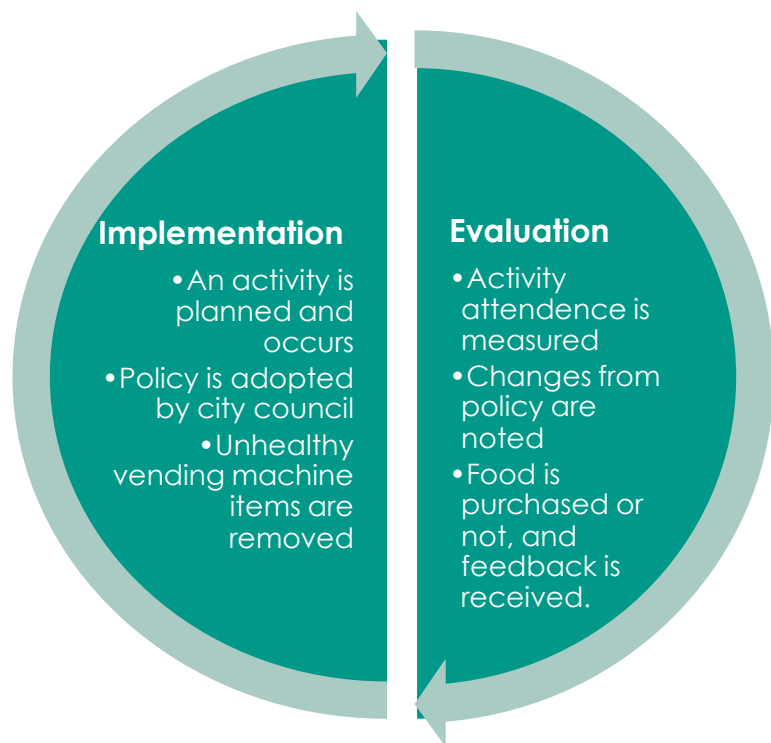 Implementation
•An activity is
planned and
occurs
•Policy is adopted
by city council
•Unhealthy
vending machine
items are
removed
Evaluation
•Activity
attendence is
measured
•Changes from
policy are
noted
•Food is
purchased or
not, and
feedback is
received.